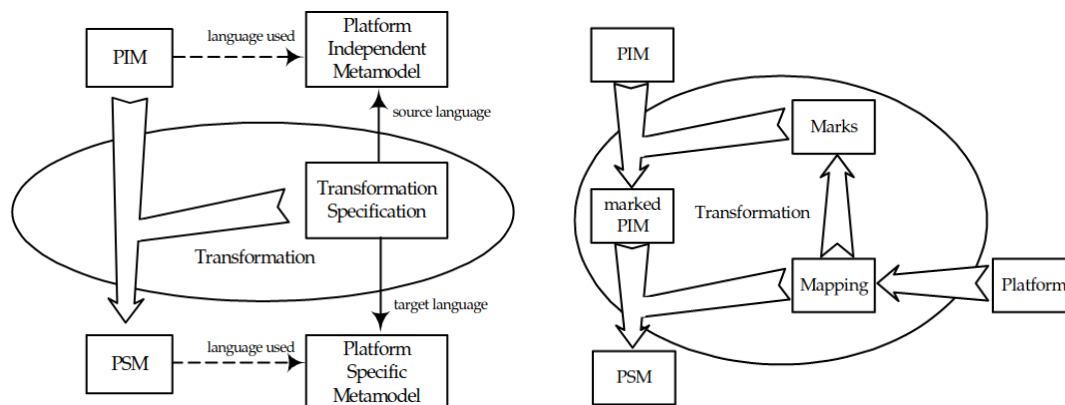 PIM
language used
Platform
Independent
Metamodel
source language
Transformation
Specification
Transformation
target language
PSM
language used
Platform
Specific
Metamodel
PIM
Marks
marked
PIM
Transformation
Mapping
Platform
PSM